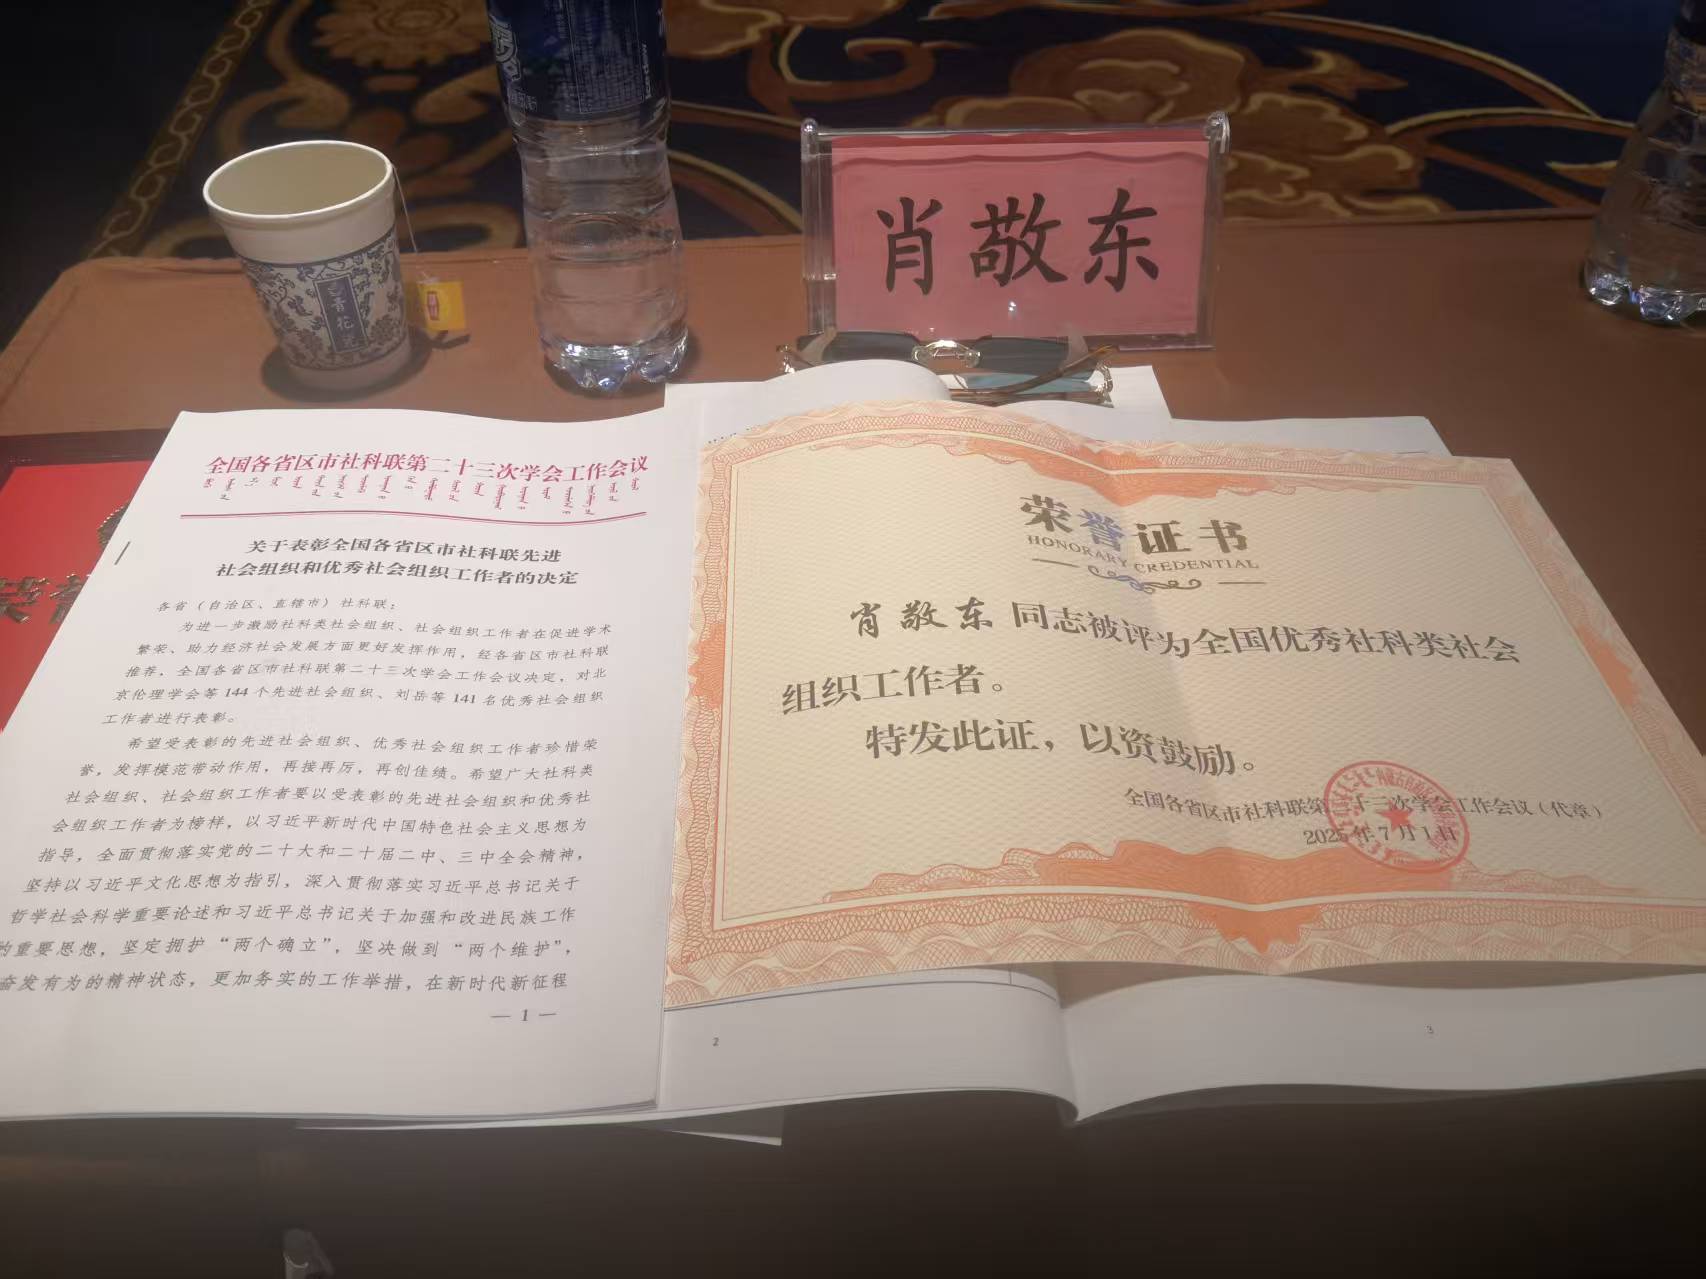 青花瓷
肖敬东
全国各省区市社科联第二十三次学会工作会议
关于表彰全国各省区市社科联先进
社会组织和优秀社会组织工作者的决定
各省（自治区、直辖市）社科联：
为进一步激励社科类社会组织、社会组织工作者在促进学术
繁荣、助力经济社会发展方面更好发挥作用，经各省区市社科联
推荐，全国各省区市社科联第二十三次学会工作会议决定，对北
京伦理学会等144个先进社会组织、刘岳等141名优秀社会组织
工作者进行表彰。
希望受表彰的先进社会组织、优秀社会组织工作者珍惜荣
誉，发挥模范带动作用，再接再厉，再创佳绩。希望广大社科类
社会组织、社会组织工作者要以受表彰的先进社会组织和优秀社
会组织工作者为榜样，以习近平新时代中国特色社会主义思想为
指导，全面贯彻落实党的二十大和二十届二中、三中全会精神，
坚持以习近平文化思想为指引，深入贯彻落实习近平总书记关于
哲学社会科学重要论述和习近平总书记关于加强和改进民族工作
的重要思想，坚定拥护“两个确立”，坚决做到“两个维护”，
奋发有为的精神状态，更加务实的工作举措，在新时代新征程
— 1 —
荣誉证书
HONORARY CREDENTIAL
肖敬东 同志被评为全国优秀社科类社会
组织工作者。
特发此证，以资鼓励。
全国各省区市社科联第二十三次学会工作会议（代章）
2025年7月11日
2
3